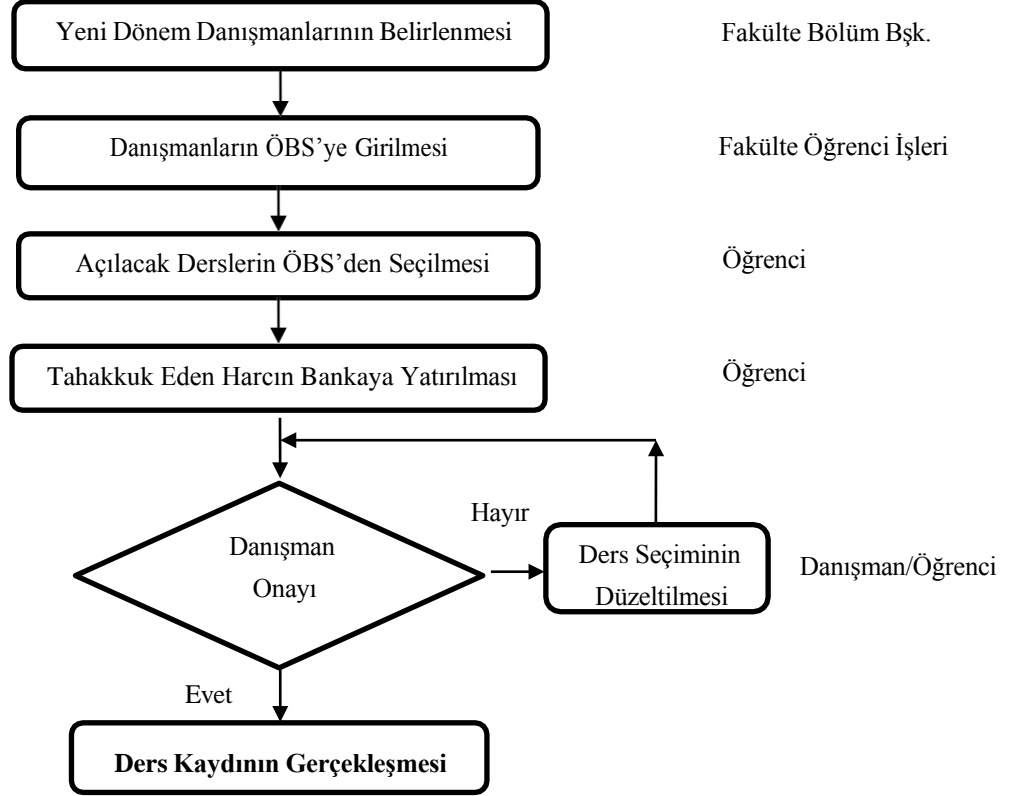 Yeni Dönem Danışmanlarının Belirlenmesi
Fakülte Bölüm Bşk.
Danışmanların ÖBS’ye Girilmesi
Fakülte Öğrenci İşleri
Açılacak Derslerin ÖBS’den Seçilmesi
Öğrenci
Tahakkuk Eden Harcın Bankaya Yatırılması
Öğrenci
Danışman
Onayı
Hayır
Ders Seçiminin
Düzeltilmesi
Danışman/Öğrenci
Evet
Ders Kaydının Gerçekleşmesi